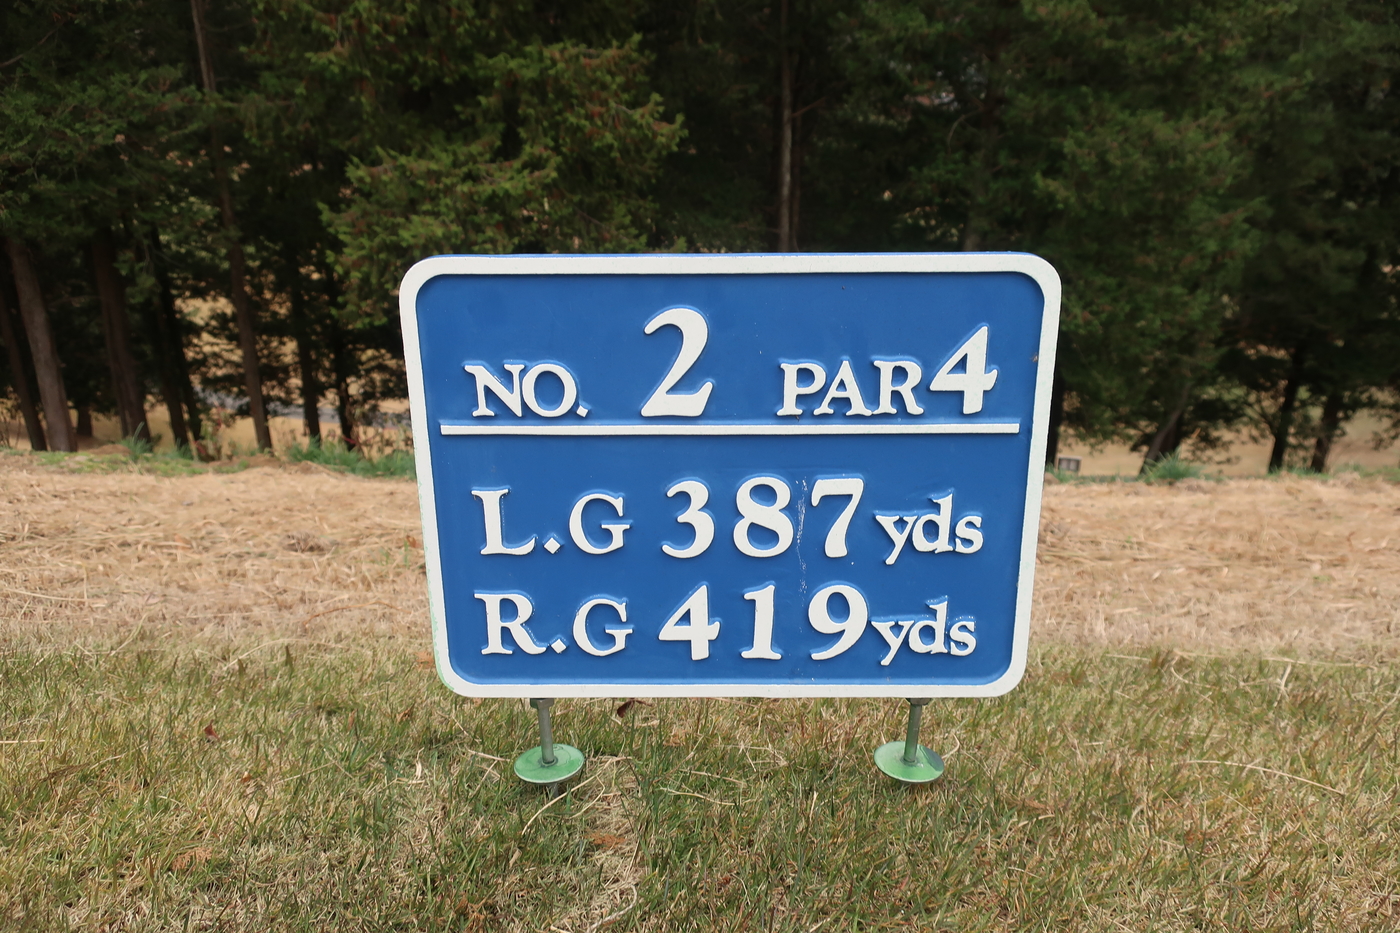 NO. 2 PAR 4
L.G 387 yds
R.G 419 yds